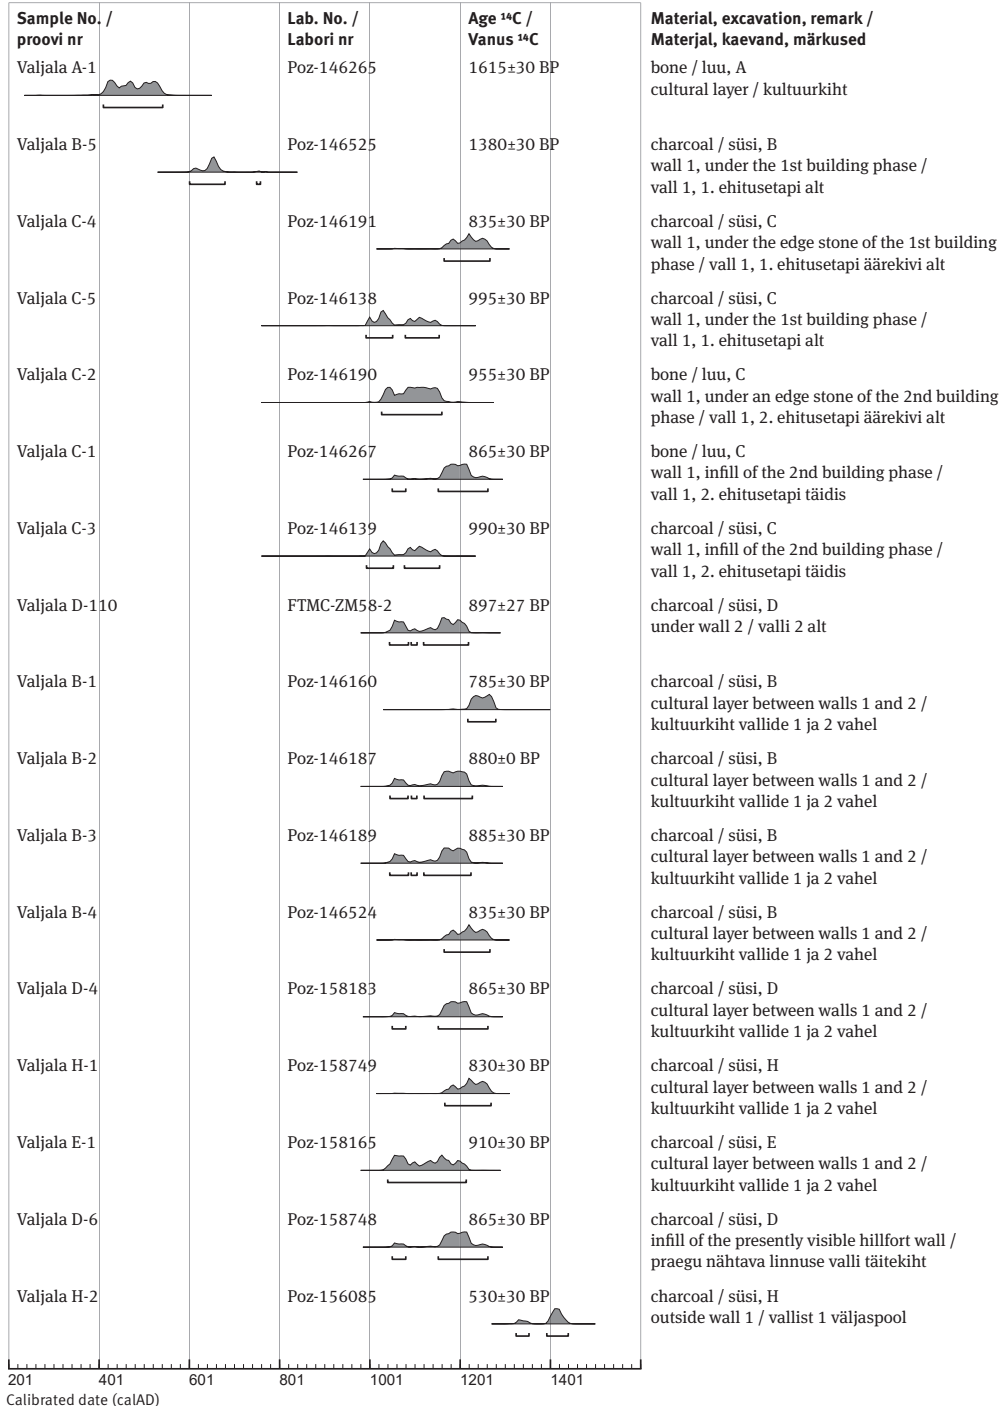 Sample No. / Lab. No. / Age ¹⁴C / Material, excavation, remark /
proovi nr Labori nr Vanus ¹⁴C Materjal, kaevand, märkused
Valjala A-1 Poz-146265 1615±30 BP bone / luu, A
cultural layer / kultuurkiht
Valjala B-5 Poz-146525 1380±30 BP charcoal / süsi, B
wall 1, under the 1st building phase /
vall 1, 1. ehitusetapi alt
Valjala C-4 Poz-146191 835±30 BP charcoal / süsi, C
wall 1, under the edge stone of the 1st building
phase / vall 1, 1. ehitusetapi äärekivi alt
Valjala C-5 Poz-146138 995±30 BP charcoal / süsi, C
wall 1, under the 1st building phase /
vall 1, 1. ehitusetapi alt
Valjala C-2 Poz-146190 955±30 BP bone / luu, C
wall 1, under an edge stone of the 2nd building
phase / vall 1, 2. ehitusetapi äärekivi alt
Valjala C-1 Poz-146267 865±30 BP bone / luu, C
wall 1, infill of the 2nd building phase /
vall 1, 2. ehitusetapi täidis
Valjala C-3 Poz-146139 990±30 BP charcoal / süsi, C
wall 1, infill of the 2nd building phase /
vall 1, 2. ehitusetapi täidis
Valjala D-110 FTMC-ZM58-2 897±27 BP charcoal / süsi, D
under wall 2 / valli 2 alt
Valjala B-1 Poz-146160 785±30 BP charcoal / süsi, B
cultural layer between walls 1 and 2 /
kultuurkiht vallide 1 ja 2 vahel
Valjala B-2 Poz-146187 880±0 BP charcoal / süsi, B
cultural layer between walls 1 and 2 /
kultuurkiht vallide 1 ja 2 vahel
Valjala B-3 Poz-146189 885±30 BP charcoal / süsi, B
cultural layer between walls 1 and 2 /
kultuurkiht vallide 1 ja 2 vahel
Valjala B-4 Poz-146524 835±30 BP charcoal / süsi, B
cultural layer between walls 1 and 2 /
kultuurkiht vallide 1 ja 2 vahel
Valjala D-4 Poz-158183 865±30 BP charcoal / süsi, D
cultural layer between walls 1 and 2 /
kultuurkiht vallide 1 ja 2 vahel
Valjala H-1 Poz-158749 830±30 BP charcoal / süsi, H
cultural layer between walls 1 and 2 /
kultuurkiht vallide 1 ja 2 vahel
Valjala E-1 Poz-158165 910±30 BP charcoal / süsi, E
cultural layer between walls 1 and 2 /
kultuurkiht vallide 1 ja 2 vahel
Valjala D-6 Poz-158748 865±30 BP charcoal / süsi, D
infill of the presently visible hillfort wall /
praegu nähtava linnuse valli täitekiht
Valjala H-2 Poz-156085 530±30 BP charcoal / süsi, H
outside wall 1 / vallist 1 väljaspool
201 401 601 801 1001 1201 1401
Calibrated date (calAD)